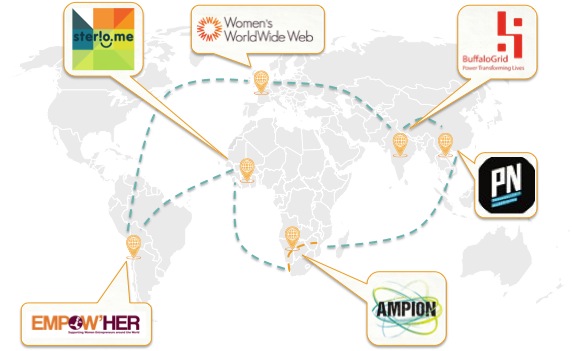 sterio.me
Women's
WorldWide Web
BuffaloGrid
Power Transforming Lives
PN
EMPOW'HER
Supporting Women Entrepreneurs around the World
AMPION